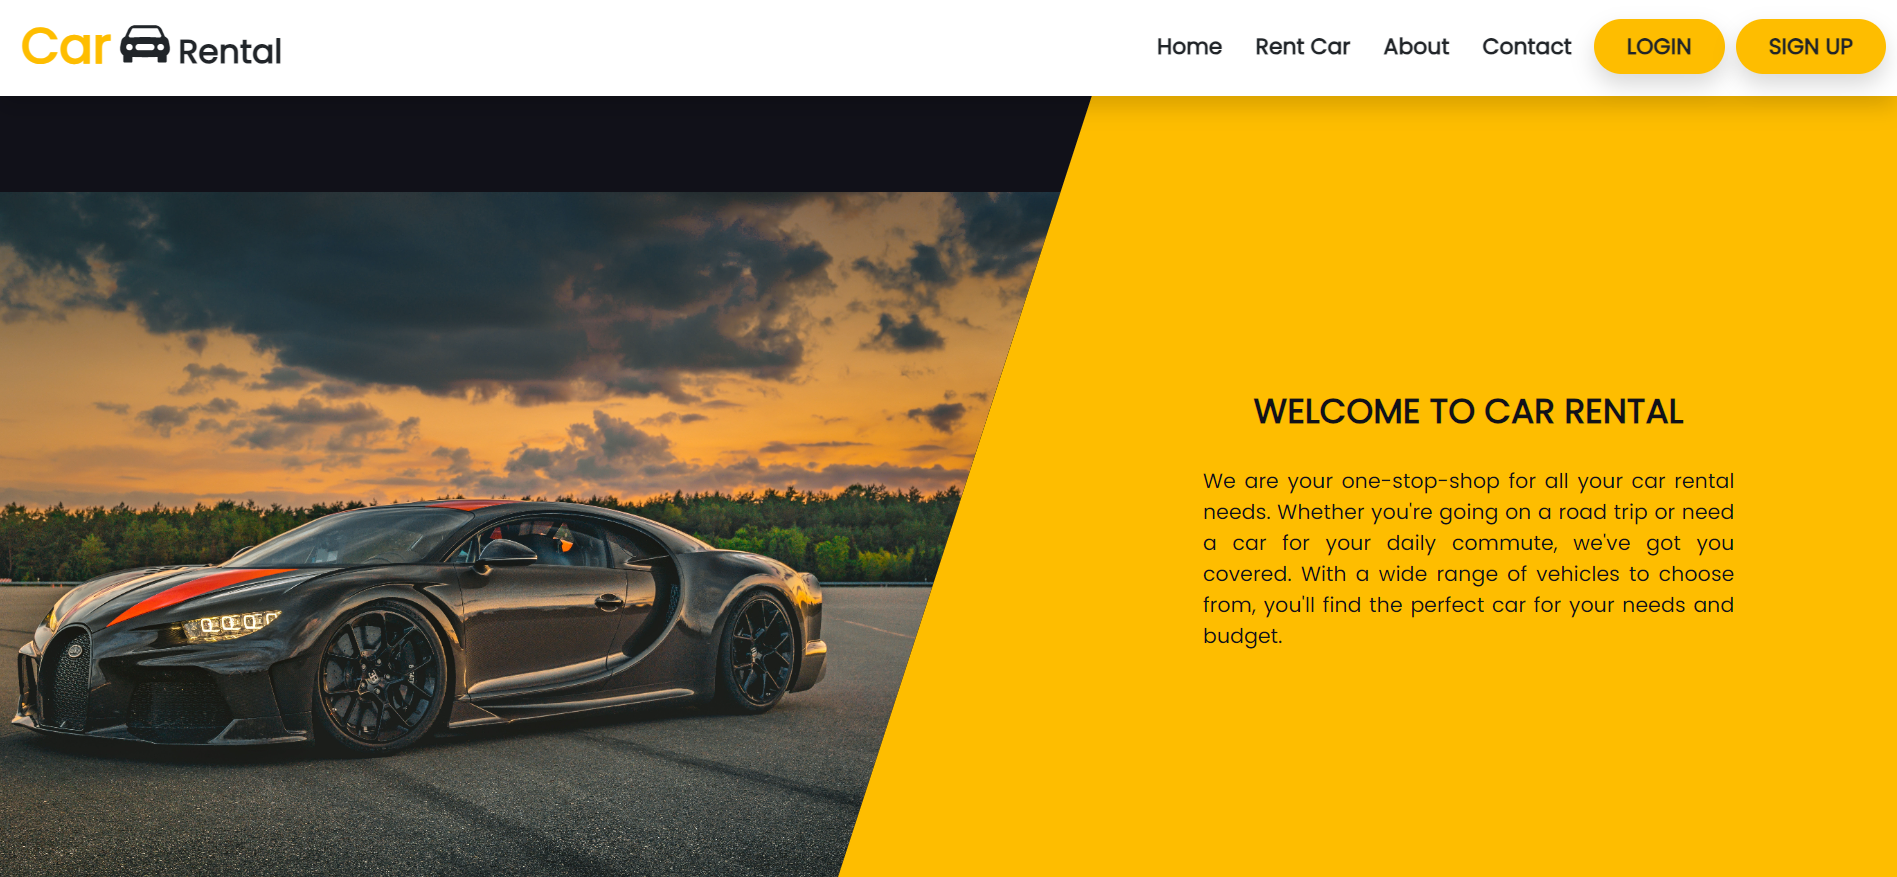 Car Rental
Home Rent Car About Contact LOGIN SIGN UP
WELCOME TO CAR RENTAL
We are your one-stop-shop for all your car rental
needs. Whether you're going on a road trip or need
a car for your daily commute, we've got you
covered. With a wide range of vehicles to choose
from, you'll find the perfect car for your needs and
budget.